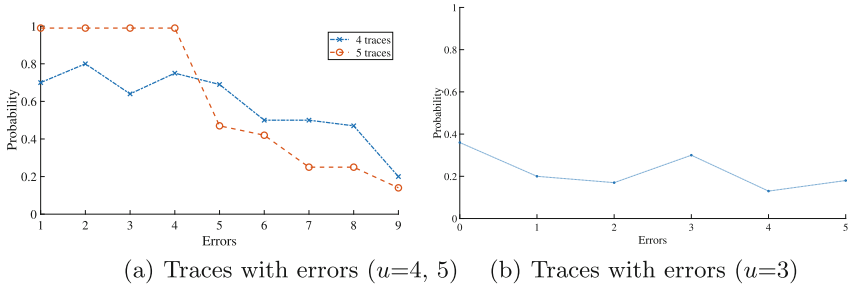 1
0.8
0.6
0.4
0.2
0
Probability
1 2 3 4 5 6 7 8 9
Errors
4 traces
5 traces
1
0.8
0.6
0.4
0.2
0
Probability
0 1 2 3 4 5
Errors
(a) Traces with errors (u=4, 5)
(b) Traces with errors (u=3)